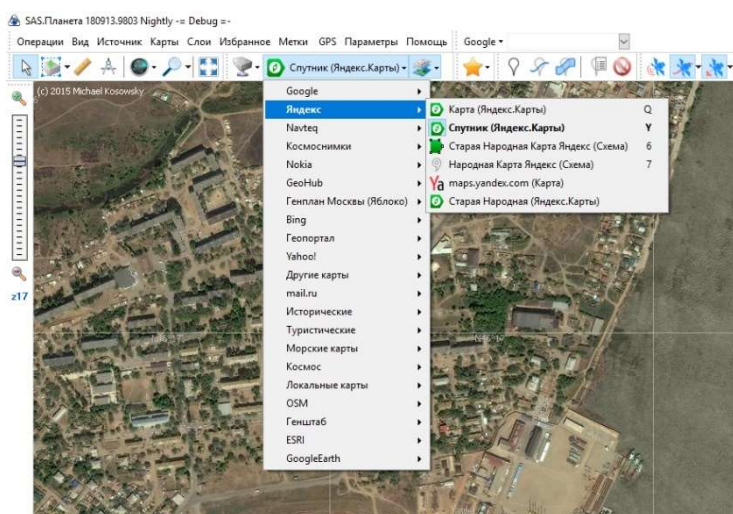 SAS.Планета 180913.9803 Nightly -= Debug =-
Операции Вид Источник Карты Слои Избранное Метки GPS Параметры Помощь Google
Спутник (Яндекс.Карты)
(c) 2015 Michael Kosowsky
Google
Яндекс
Navteq
Космоснимки
Nokia
GeoHub
Генплан Москвы (Яблоко)
Bing
Геопортал
Yahoo!
Другие карты
mail.ru
Исторические
Туристические
Морские карты
Космос
Локальные карты
OSM
Генштаб
ESRI
GoogleEarth
Карта (Яндекс.Карты) Q
Спутник (Яндекс.Карты) Y
Старая Народная Карта Яндекс (Схема) 6
Народная Карта Яндекс (Схема) 7
Ya maps.yandex.com (Карта)
Старая Народная (Яндекс.Карты)
z17